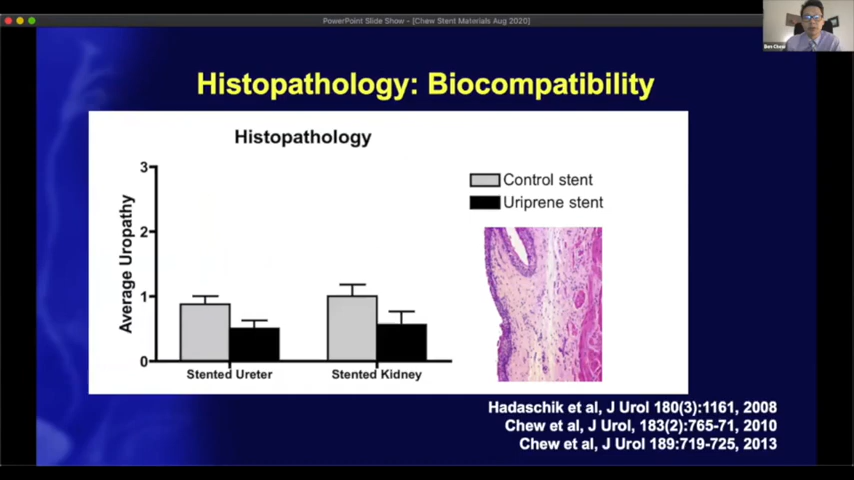 PowerPoint Slide Show - [Chew Stent Materials Aug 2020]
Ben Chew
Histopathology: Biocompatibility
Histopathology
3
2
1
0
Average Uropathy
Stented Ureter
Stented Kidney
Control stent
Uriprene stent
Hadaschik et al, J Urol 180(3):1161, 2008
Chew et al, J Urol, 183(2):765-71, 2010
Chew et al, J Urol 189:719-725, 2013